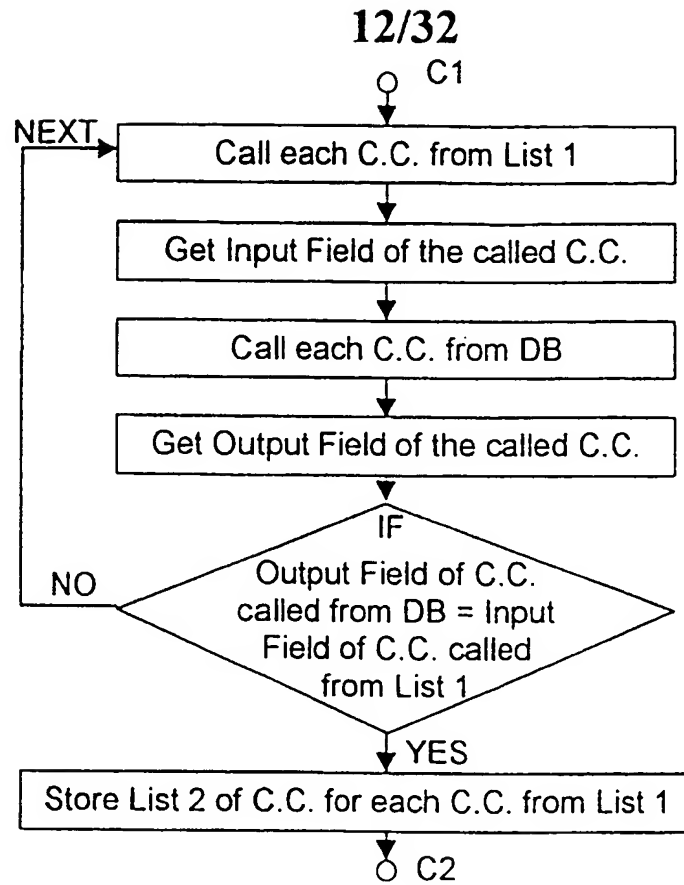 12/32
C1
NEXT
Call each C.C. from List 1
Get Input Field of the called C.C.
Call each C.C. from DB
Get Output Field of the called C.C.
IF
NO
Output Field of C.C.
called from DB = Input
Field of C.C. called
from List 1
YES
Store List 2 of C.C. for each C.C. from List 1
C2